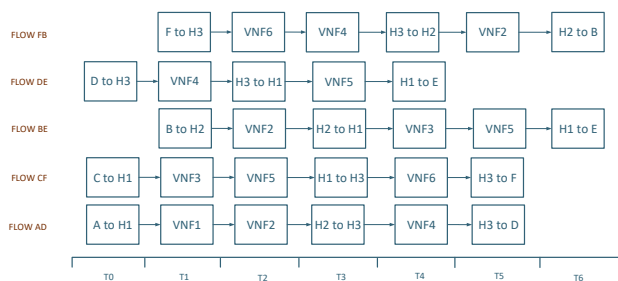 FLOW FB F to H3 VNF6 VNF4 H3 to H2 VNF2 H2 to B
FLOW DE D to H3 VNF4 H3 to H1 VNF5 H1 to E
FLOW BE B to H2 VNF2 H2 to H1 VNF3 VNF5 H1 to E
FLOW CF C to H1 VNF3 VNF5 H1 to H3 VNF6 H3 to F
FLOW AD A to H1 VNF1 VNF2 H2 to H3 VNF4 H3 to D
T0 T1 T2 T3 T4 T5 T6